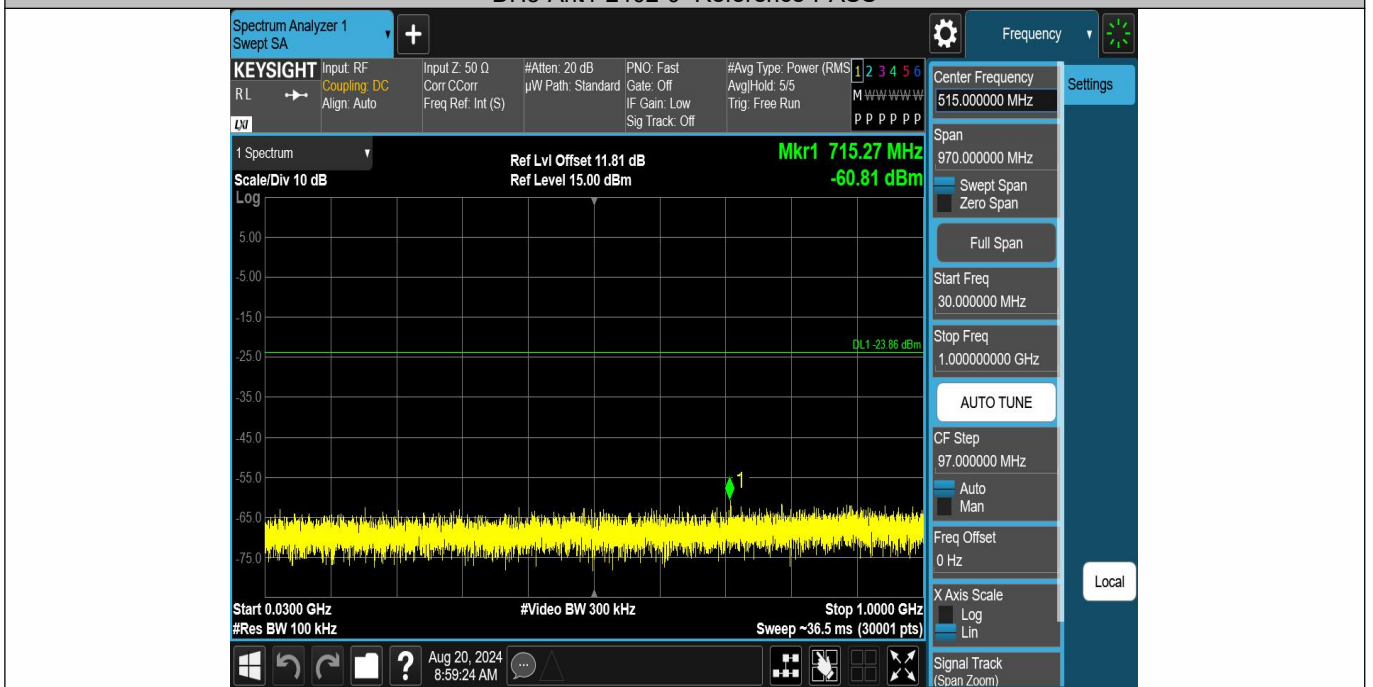 Spectrum Analyzer 1
Swept SA
Frequency
KEYSIGHT
RL
LXI
Input: RF
Coupling: DC
Align: Auto
Input Z: 50 Ω
Corr CCorr
Freq Ref: Int (S)
#Atten: 20 dB
µW Path: Standard
PNO: Fast
Gate: Off
IF Gain: Low
Sig Track: Off
#Avg Type: Power (RMS
Avg|Hold: 5/5
Trig: Free Run
1 2 3 4 5 6
M W W W W W
P P P P P P
1 Spectrum
Scale/Div 10 dB
Log
Ref Lvl Offset 11.81 dB
Ref Level 15.00 dBm
Mkr1 715.27 MHz
-60.81 dBm
5.00
-5.00
-15.0
-25.0
-35.0
-45.0
-55.0
-65.0
-75.0
DL1 -23.86 dBm
1
Start 0.0300 GHz
#Res BW 100 kHz
#Video BW 300 kHz
Stop 1.0000 GHz
Sweep ~36.5 ms (30001 pts)
Aug 20, 2024
8:59:24 AM
Center Frequency
515.000000 MHz
Span
970.000000 MHz
Swept Span
Zero Span
Full Span
Start Freq
30.000000 MHz
Stop Freq
1.000000000 GHz
AUTO TUNE
CF Step
97.000000 MHz
Auto
Man
Freq Offset
0 Hz
X Axis Scale
Log
Lin
Signal Track
(Span Zoom)
Settings
Local